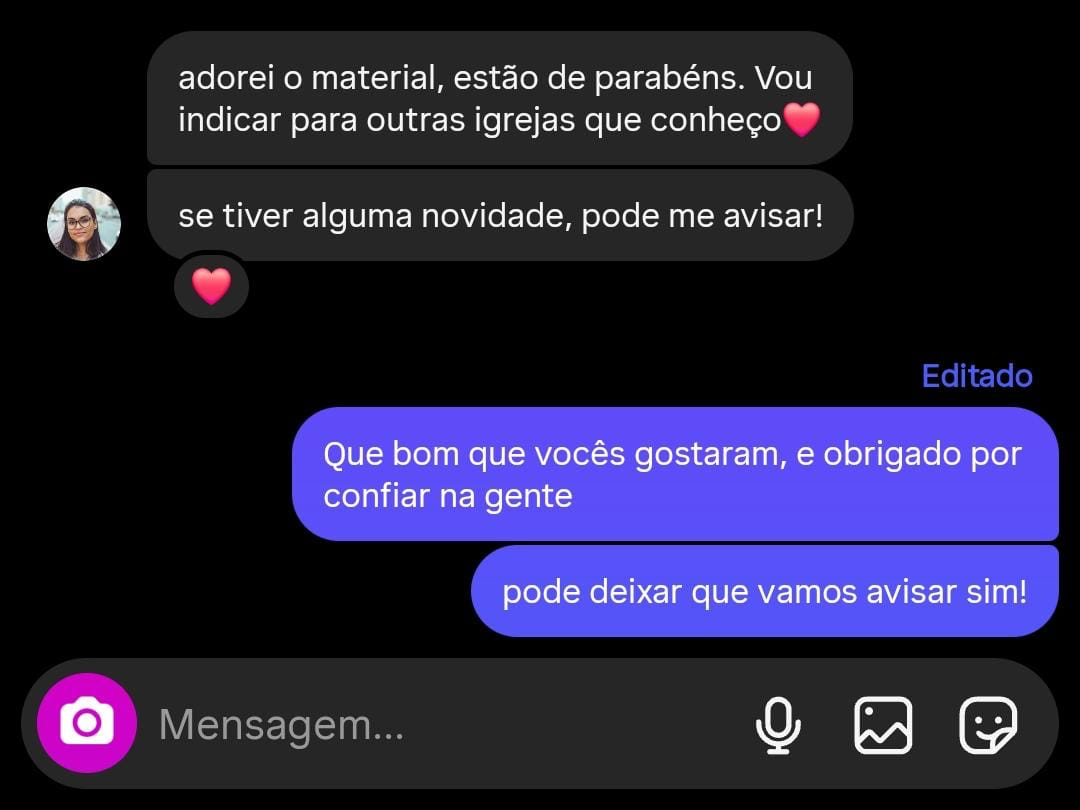 adorei o material, estão de parabéns. Vou
indicar para outras igrejas que conheço❤️
se tiver alguma novidade, pode me avisar!
❤️
Editado
Que bom que vocês gostaram, e obrigado por
confiar na gente
pode deixar que vamos avisar sim!
Mensagem...